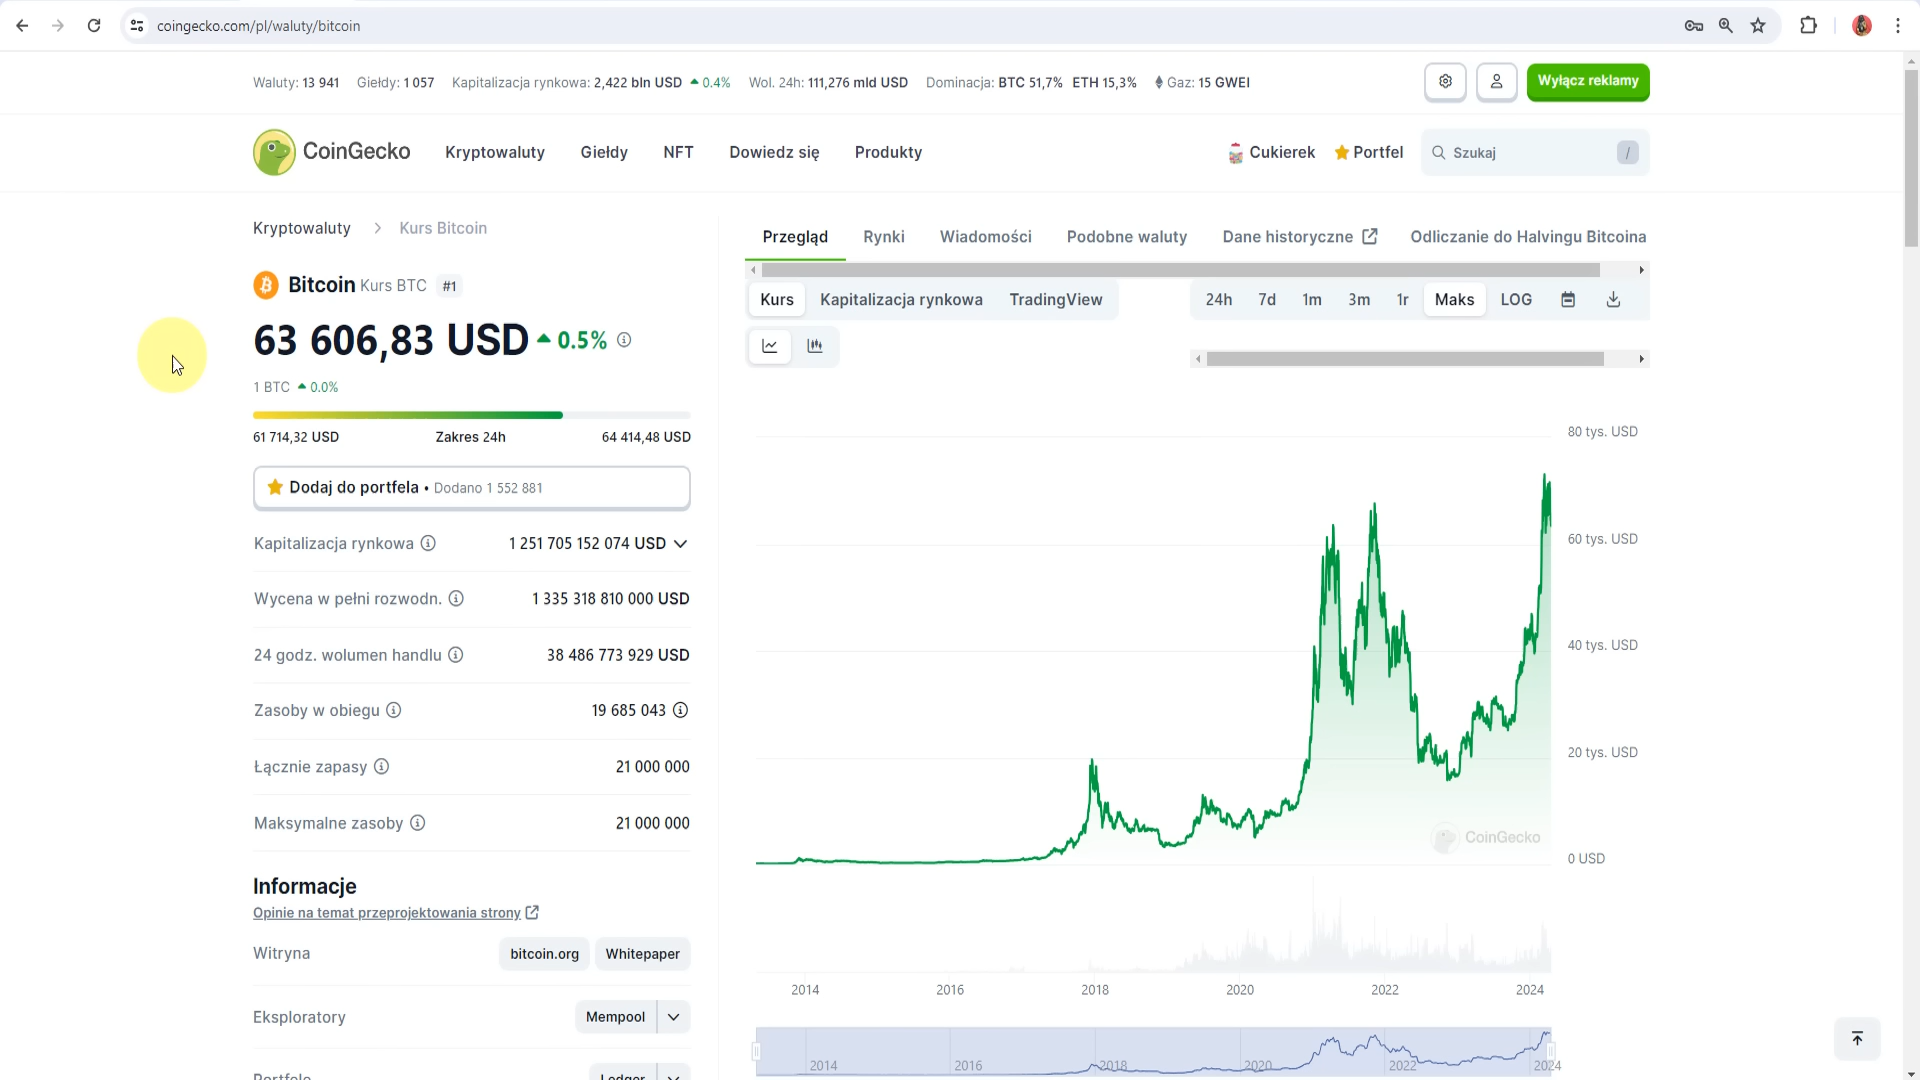 coingecko.com/pl/waluty/bitcoin
Waluty: 13 941 Giełdy: 1 057 Kapitalizacja rynkowa: 2,422 bln USD 0.4% Wol. 24h: 111,276 mld USD Dominacja: BTC 51,7% ETH 15,3% Gaz: 15 GWEI
Wyłącz reklamy
CoinGecko Kryptowaluty Giełdy NFT Dowiedz się Produkty Cukierek Portfel Szukaj /
Kryptowaluty Kurs Bitcoin
Przegląd Rynki Wiadomości Podobne waluty Dane historyczne Odliczanie do Halvingu Bitcoina
Bitcoin Kurs BTC #1
Kurs Kapitalizacja rynkowa TradingView 24h 7d 1m 3m 1r Maks LOG
63 606,83 USD 0.5%
1 BTC 0.0%
61 714,32 USD Zakres 24h 64 414,48 USD
Dodaj do portfela • Dodano 1 552 881
Kapitalizacja rynkowa 1 251 705 152 074 USD
Wycena w pełni rozwodn. 1 335 318 810 000 USD
24 godz. wolumen handlu 38 486 773 929 USD
Zasoby w obiegu 19 685 043
Łącznie zapasy 21 000 000
Maksymalne zasoby 21 000 000
Informacje
Opinie na temat przeprojektowania strony
Witryna bitcoin.org Whitepaper
Eksploratory Mempool
Portfele Ledger
80 tys. USD
60 tys. USD
40 tys. USD
20 tys. USD
CoinGecko
0 USD
2014 2016 2018 2020 2022 2024
2014 2016 2018 2020 2022 2024